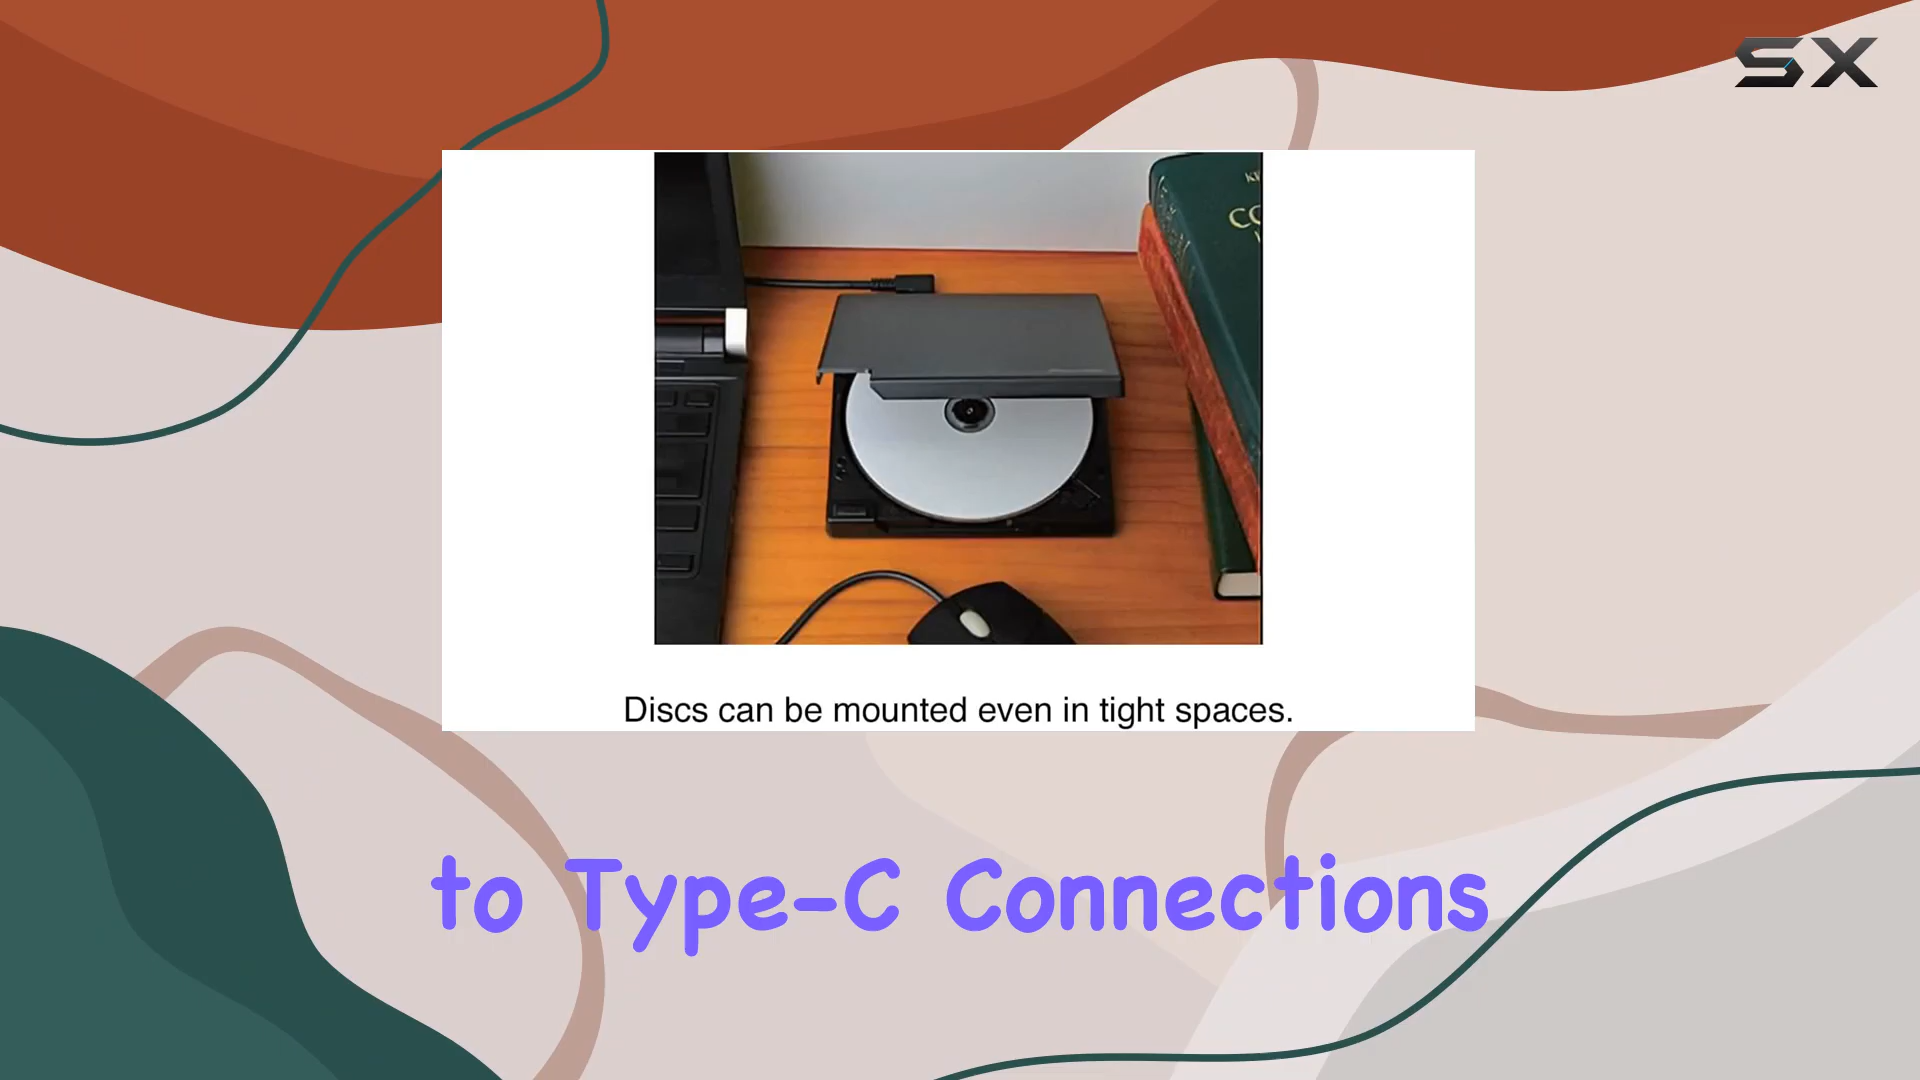 SX
Discs can be mounted even in tight spaces.
to Type-C Connections